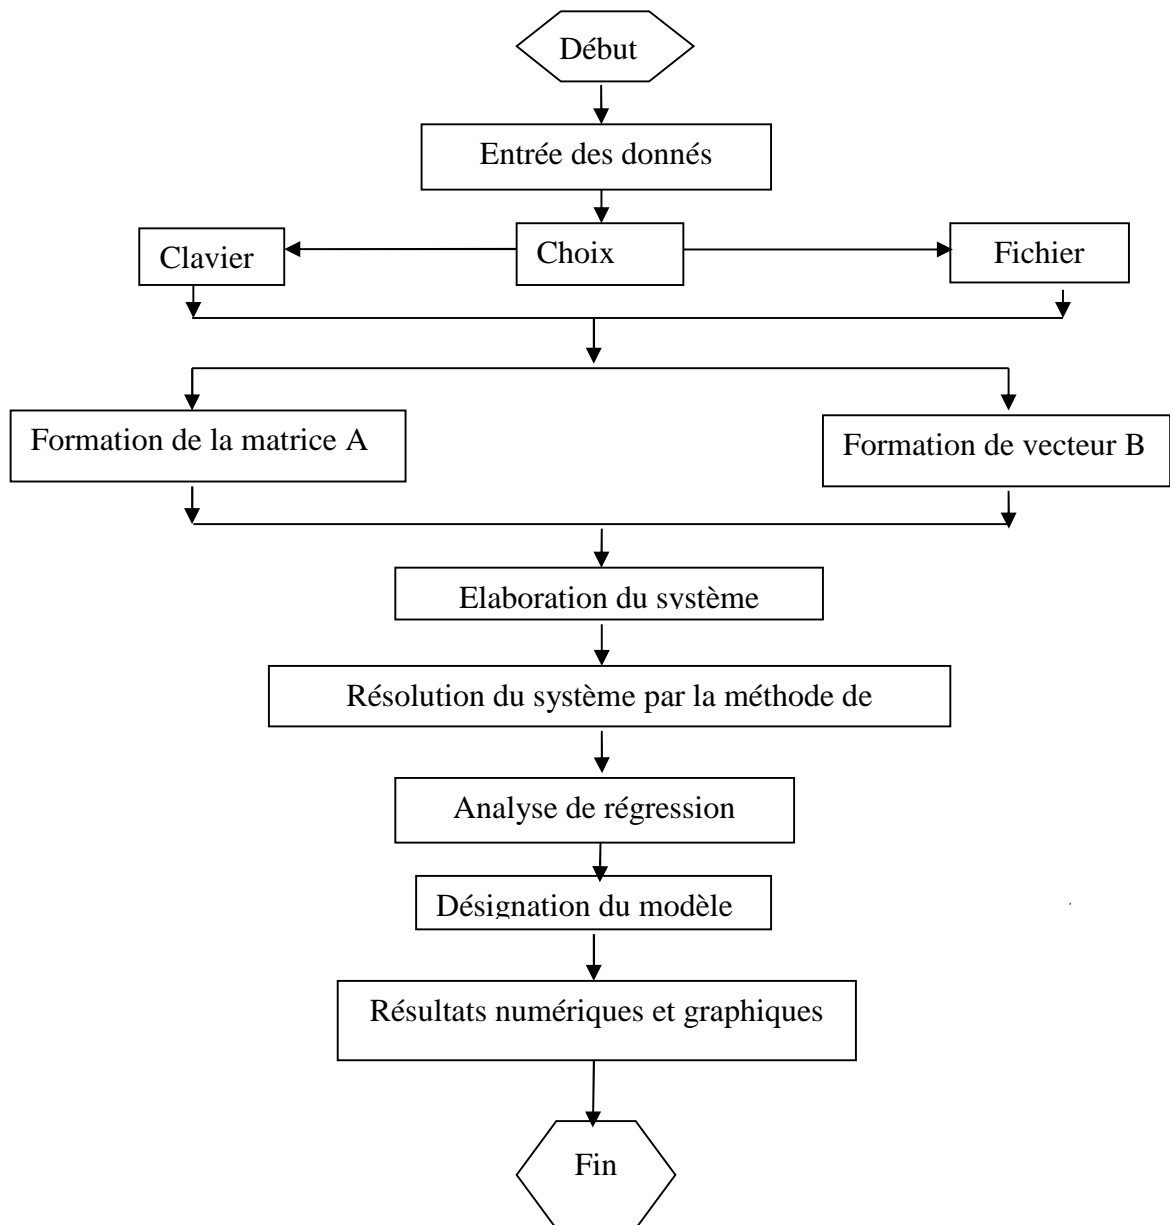 Début
Entrée des donnés
Clavier
Choix
Fichier
Formation de la matrice A
Formation de vecteur B
Elaboration du système
Résolution du système par la méthode de
Analyse de régression
Désignation du modèle
Résultats numériques et graphiques
Fin